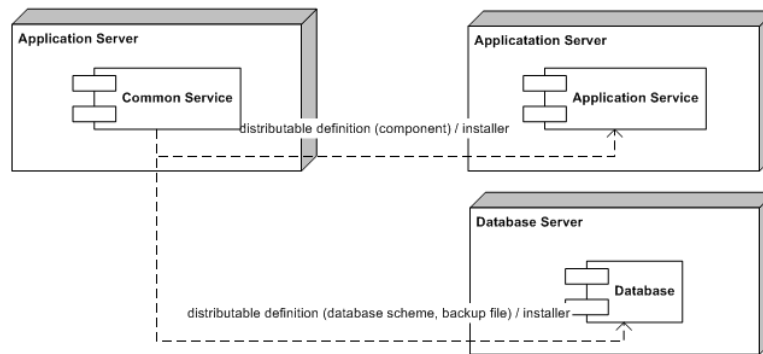 Application Server
Applicatation Server
Common Service
Application Service
distributable definition (component) / installer
Database Server
Database
distributable definition (database scheme, backup file) / installer